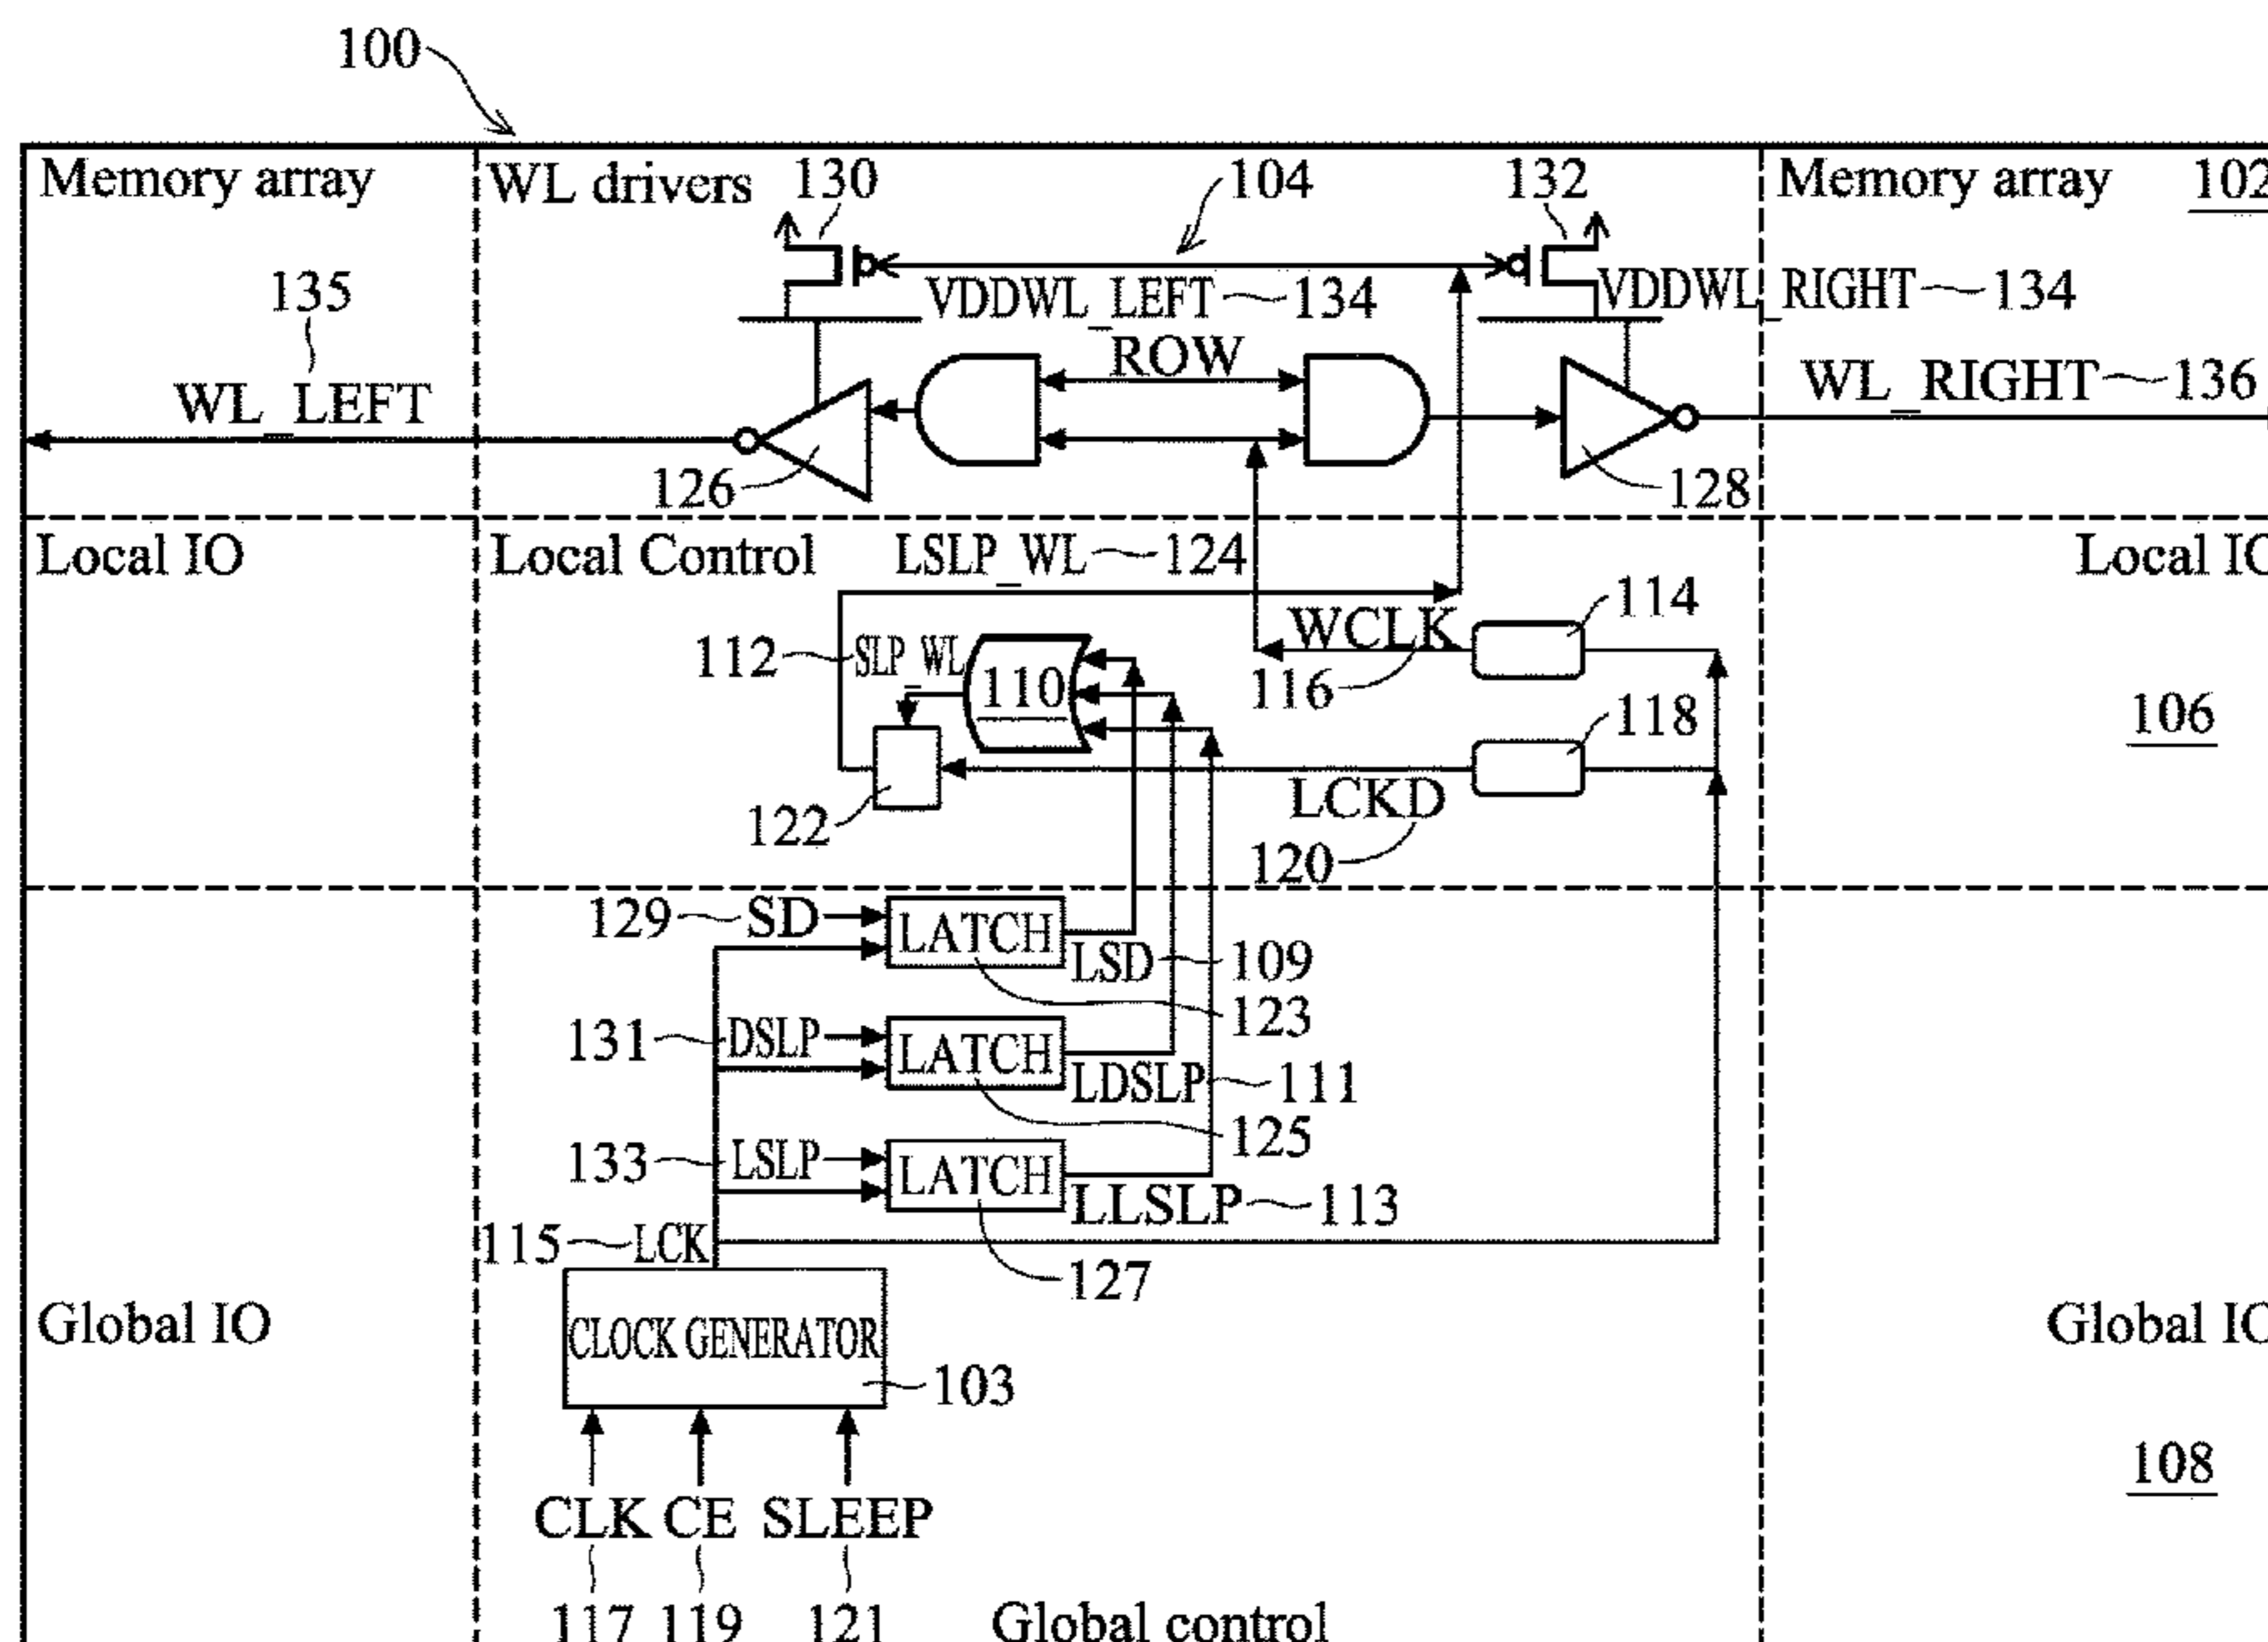 100
Memory array
WL drivers
130
104
132
Memory array
102
135
VDDWL_LEFT
134
VDDWL_RIGHT
134
WL_LEFT
ROW
WL_RIGHT
136
126
128
Local IO
Local Control
LSLP_WL
124
Local IO
114
112
SLP_WL
110
WCLK
116
118
106
122
LCKD
120
129
SD
LATCH
LSD
109
123
131
DSLP
LATCH
LDSLP
111
125
133
LSLP
LATCH
LLSLP
113
115
LCK
127
Global IO
CLOCK GENERATOR
103
Global IO
108
CLK CE SLEEP
117 119 121
Global control